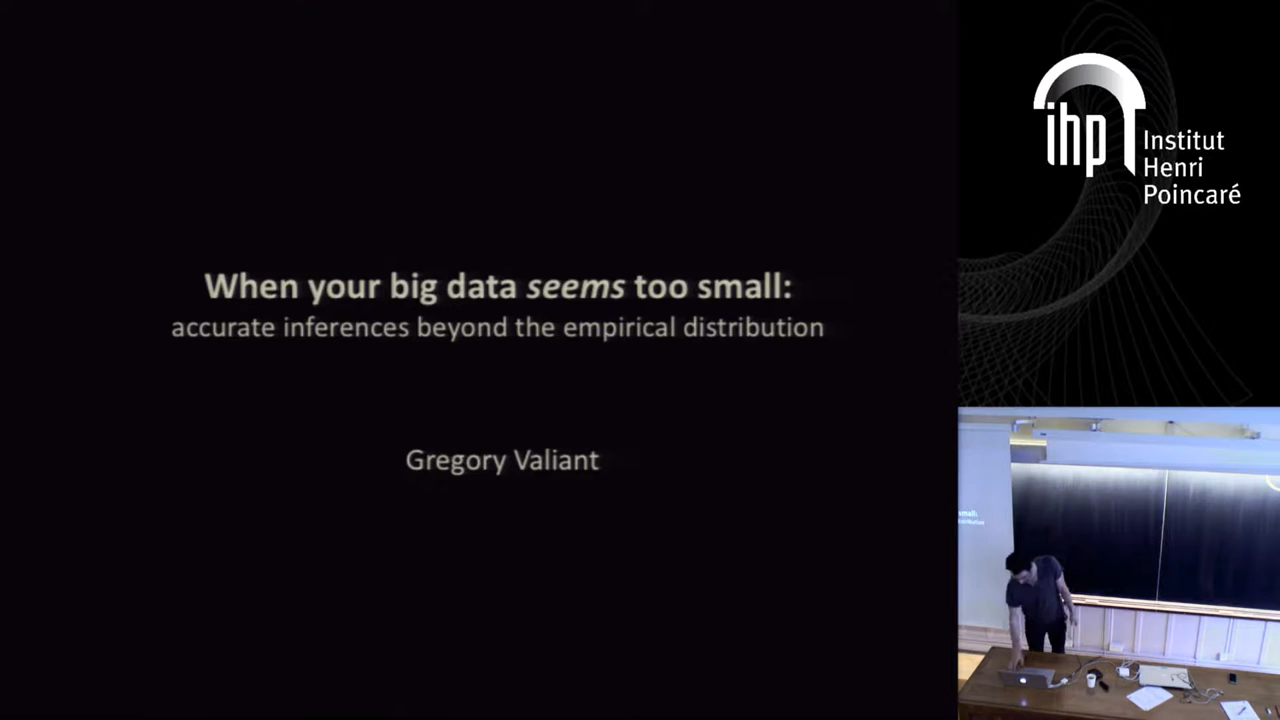 When your big data seems too small:
accurate inferences beyond the empirical distribution
Gregory Valiant
ihp
Institut
Henri
Poincaré
small: